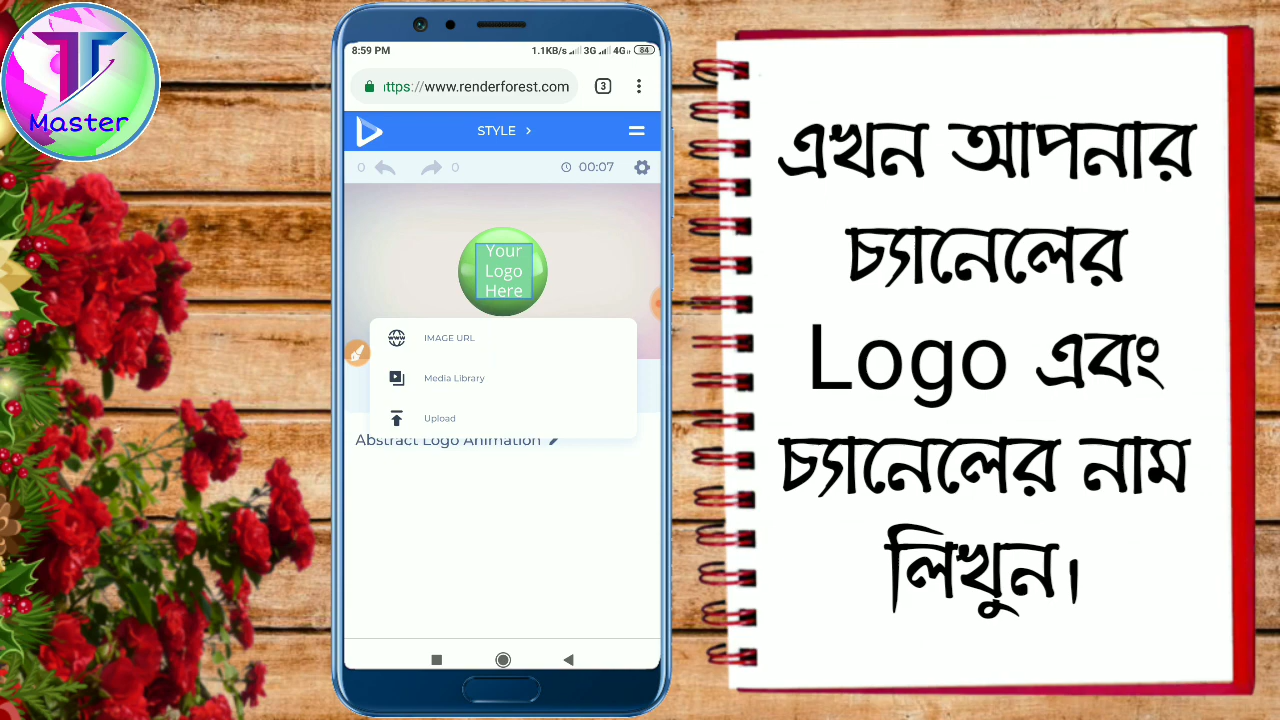 T
Master
8:59 PM 1.1KB/s 3G 4G 84
https://www.renderforest.com 3
STYLE >
0 0 00:07
Your
Logo
Here
IMAGE URL
Media Library
Upload
Abstract Logo Animation
এখন আপনার
চ্যানেলের
Logo এবং
চ্যানেলের নাম
লিখুন।